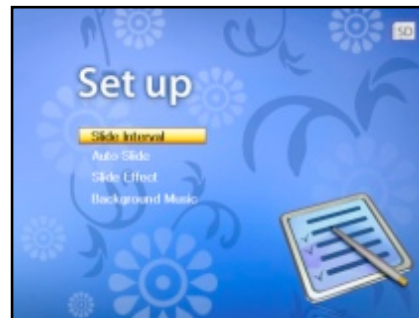 SD
Set up
Slide Interval
Auto Slide
Slide Effect
Background Music